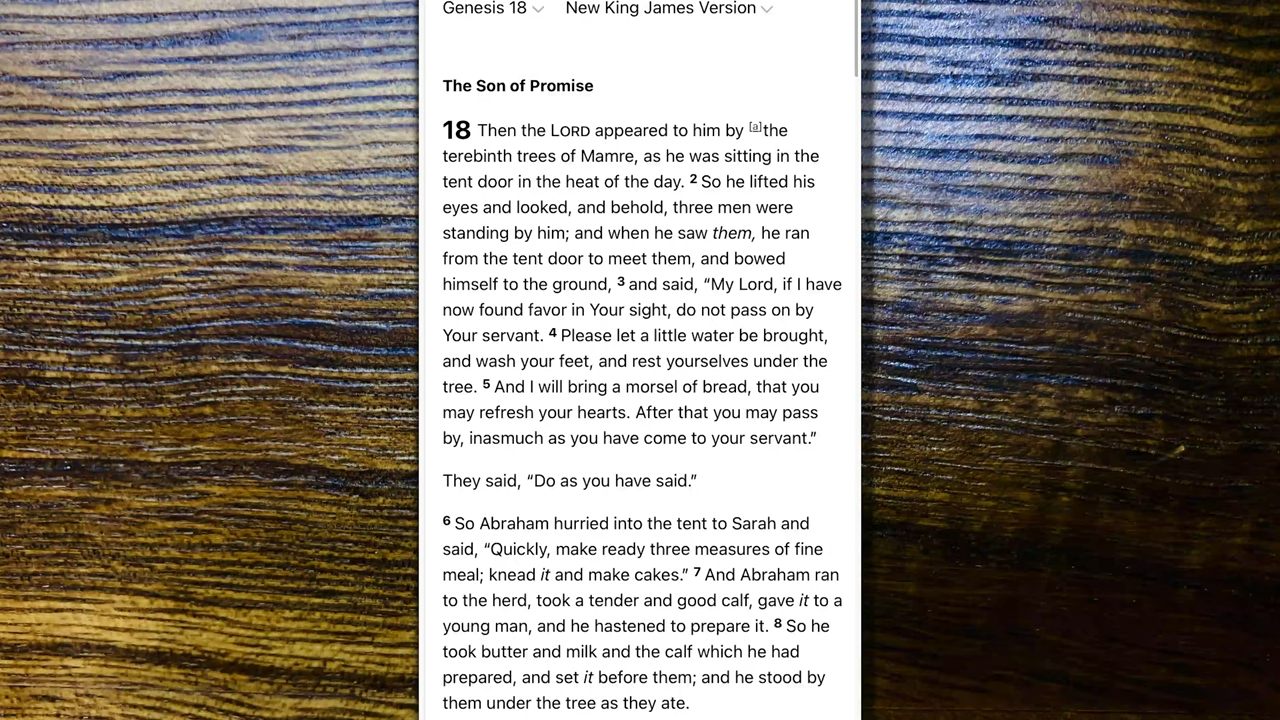 Genesis 18 New King James Version
The Son of Promise
18 Then the LORD appeared to him by [a]the
terebinth trees of Mamre, as he was sitting in the
tent door in the heat of the day. 2 So he lifted his
eyes and looked, and behold, three men were
standing by him; and when he saw them, he ran
from the tent door to meet them, and bowed
himself to the ground, 3 and said, “My Lord, if I have
now found favor in Your sight, do not pass on by
Your servant. 4 Please let a little water be brought,
and wash your feet, and rest yourselves under the
tree. 5 And I will bring a morsel of bread, that you
may refresh your hearts. After that you may pass
by, inasmuch as you have come to your servant.”
They said, “Do as you have said.”
6 So Abraham hurried into the tent to Sarah and
said, “Quickly, make ready three measures of fine
meal; knead it and make cakes.” 7 And Abraham ran
to the herd, took a tender and good calf, gave it to a
young man, and he hastened to prepare it. 8 So he
took butter and milk and the calf which he had
prepared, and set it before them; and he stood by
them under the tree as they ate.